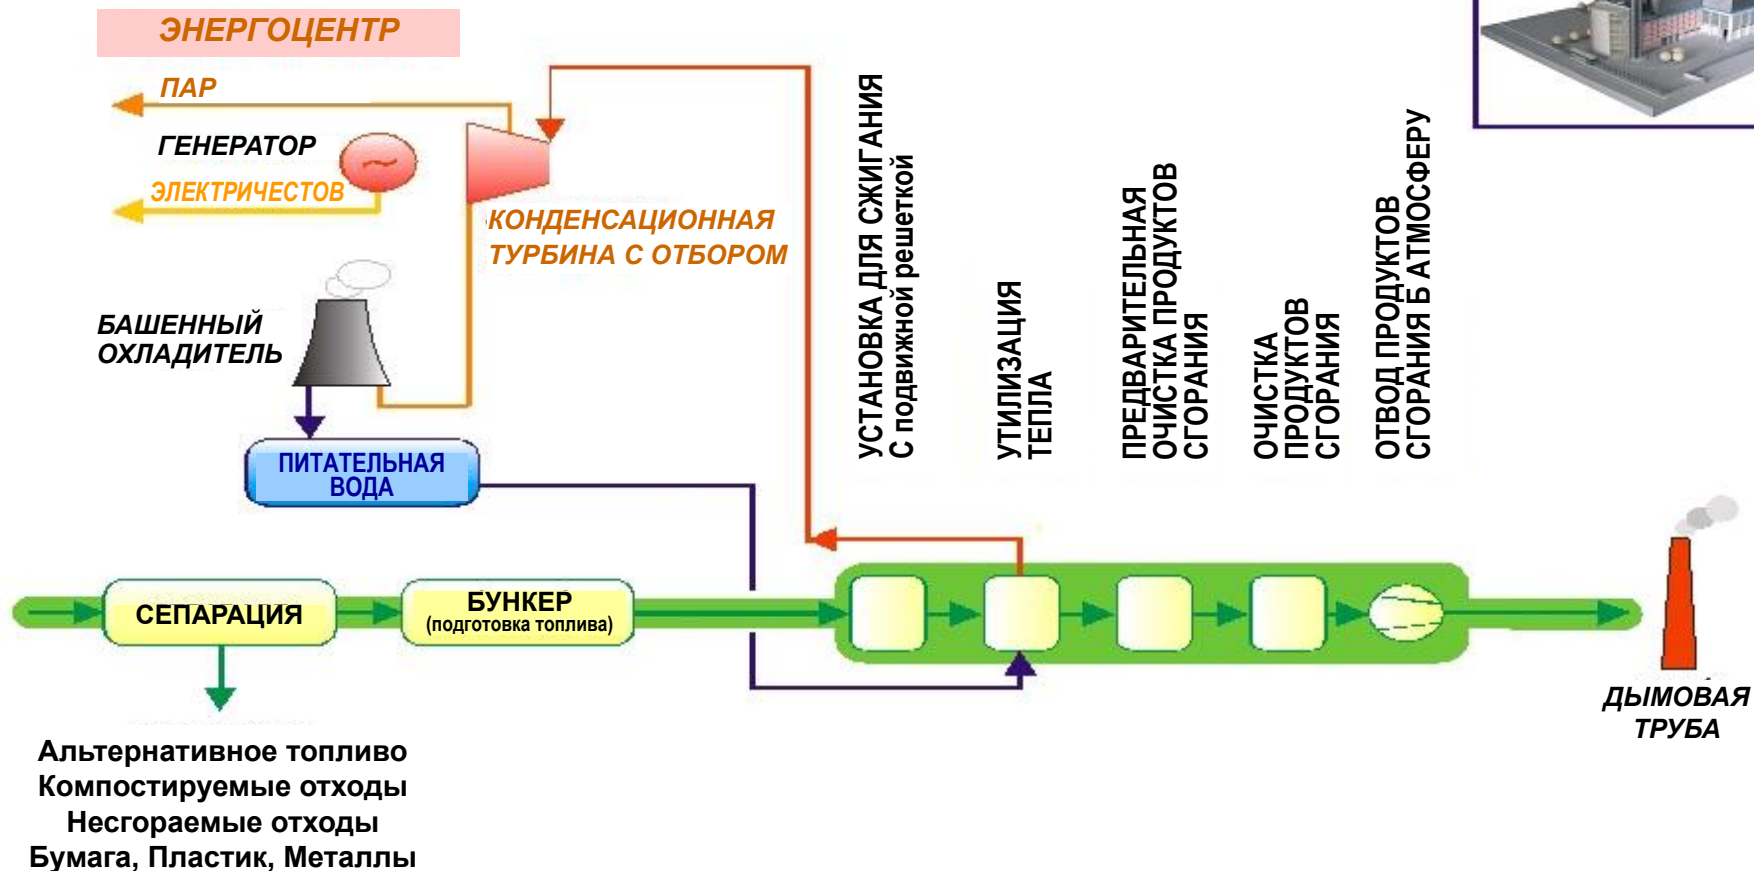 ЭНЕРГОЦЕНТР
ПАР
ГЕНЕРАТОР
ЭЛЕКТРИЧЕСТОВ
КОНДЕНСАЦИОННАЯ
ТУРБИНА С ОТБОРОМ
БАШЕННЫЙ
ОХЛАДИТЕЛЬ
ПИТАТЕЛЬНАЯ
ВОДА
УСТАНОВКА ДЛЯ СЖИГАНИЯ
С подвижной решеткой
УТИЛИЗАЦИЯ
ТЕПЛА
ПРЕДВАРИТЕЛЬНАЯ
ОЧИСТКА ПРОДУКТОВ
СГОРАНИЯ
ОЧИСТКА
ПРОДУКТОВ
СГОРАНИЯ
ОТВОД ПРОДУКТОВ
СГОРАНИЯ Б АТМОСФЕРУ
СЕПАРАЦИЯ
БУНКЕР
(подготовка топлива)
ДЫМОВАЯ
ТРУБА
Альтернативное топливо
Компостируемые отходы
Несгораемые отходы
Бумага, Пластик, Металлы